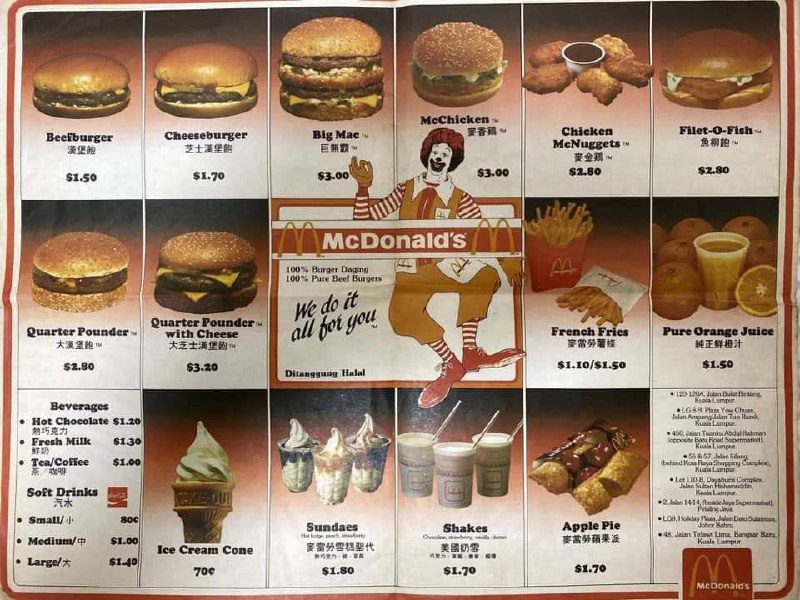 Beefburger
漢堡飽
$1.50
Cheeseburger
芝士漢堡飽
$1.70
Big Mac TM
巨無霸 TM
$3.00
McChicken TM
麥香鷄 TM
$3.00
Chicken
McNuggets TM
麥金鷄 TM
$2.80
Filet-O-Fish TM
魚柳飽 TM
$2.80
Quarter Pounder TM
大漢堡飽 TM
$2.80
Quarter Pounder TM
with Cheese
大芝士漢堡飽 TM
$3.20
McDonald's
100% Burger Daging
100% Pure Beef Burgers
We do it
all for you TM
Ditanggung Halal
French Fries
麥當勞薯條
$1.10/$1.50
Pure Orange Juice
純正鮮橙汁
$1.50
Beverages
• Hot Chocolate $1.20
熱巧克力
• Fresh Milk $1.30
鮮奶
• Tea/Coffee $1.00
茶／咖啡
Soft Drinks
汽水
• Small/小 80¢
• Medium/中 $1.00
• Large/大 $1.40
Ice Cream Cone
70¢
Sundaes
Hot fudge, peach, strawberry
麥當勞雪糕聖代
$1.80
Shakes
美國奶雪
$1.70
Apple Pie
麥當勞蘋果派
$1.70
• 120-129A, Jalan Bukit Bintang,
Kuala Lumpur.
• LG 8-9, Plaza Yow Chuan,
Jalan Ampang/Jalan Tun Razak,
Kuala Lumpur.
• 450, Jalan Tuanku Abdul Rahman
(opposite Batu Road Supermarket),
Kuala Lumpur.
• 55 & 57, Jalan Silang
(behind Kota Raya Shopping Complex),
Kuala Lumpur.
• Lot 1.10-B, Dayabumi Complex,
Jalan Sultan Hishamuddin,
Kuala Lumpur.
• 2, Jalan 14/14, (beside Jaya Supermarket),
Petaling Jaya.
• LG8, Holiday Plaza, Jalan Dato Sulaiman,
Johor Bahru.
• 48, Jalan Telawi Lima, Bangsar Baru,
Kuala Lumpur.
McDonald's